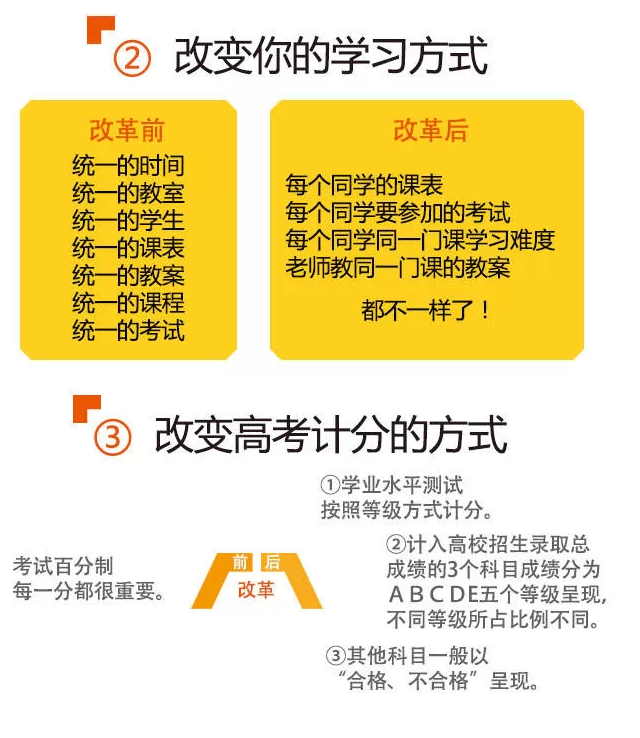 ② 改变你的学习方式
改革前
统一的时间
统一的教室
统一的学生
统一的课表
统一的教案
统一的课程
统一的考试
改革后
每个同学的课表
每个同学要参加的考试
每个同学同一门课学习难度
老师教同一门课的教案
都不一样了！
③ 改变高考计分的方式
考试百分制
每一分都很重要。
前 后
改革
①学业水平测试
按照等级方式计分。
②计入高校招生录取总
成绩的3个科目成绩分为
ＡＢＣＤE五个等级呈现,
不同等级所占比例不同。
③其他科目一般以
“合格、不合格”呈现。